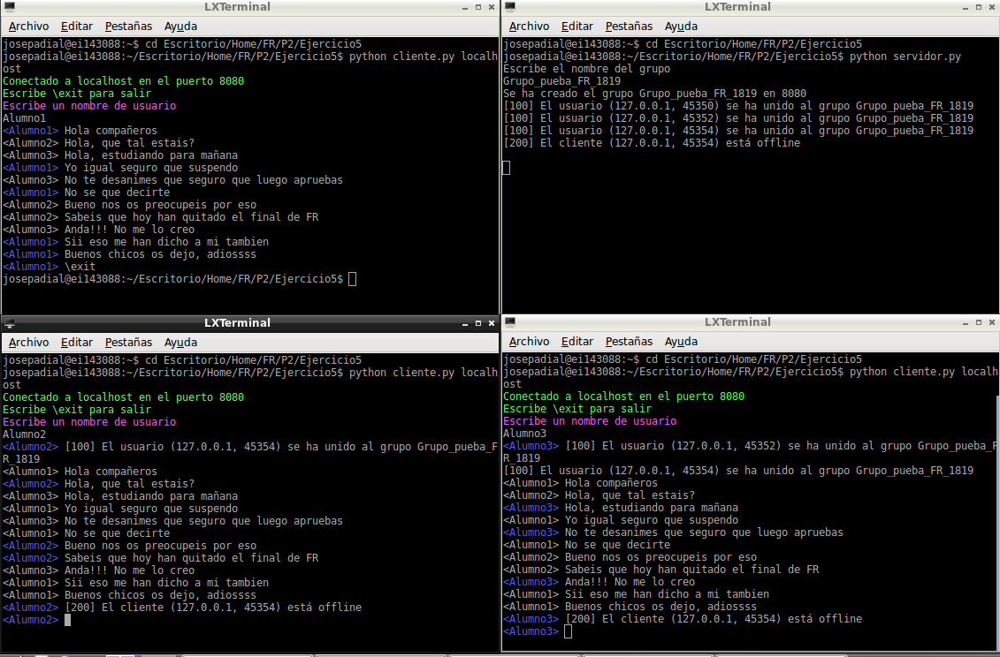 LXTerminal
Archivo Editar Pestañas Ayuda
josepadial@ei143088:~$ cd Escritorio/Home/FR/P2/Ejercicio5
josepadial@ei143088:~/Escritorio/Home/FR/P2/Ejercicio5$ python cliente.py localh
ost
Conectado a localhost en el puerto 8080
Escribe \exit para salir
Escribe un nombre de usuario
Alumno1
<Alumno1> Hola compañeros
<Alumno2> Hola, que tal estais?
<Alumno3> Hola, estudiando para mañana
<Alumno1> Yo igual seguro que suspendo
<Alumno3> No te desanimes que seguro que luego apruebas
<Alumno1> No se que decirte
<Alumno2> Bueno nos os preocupeis por eso
<Alumno2> Sabeis que hoy han quitado el final de FR
<Alumno3> Anda!!! No me lo creo
<Alumno1> Sii eso me han dicho a mi tambien
<Alumno1> Buenos chicos os dejo, adiossss
<Alumno1> \exit
josepadial@ei143088:~/Escritorio/Home/FR/P2/Ejercicio5$
LXTerminal
Archivo Editar Pestañas Ayuda
josepadial@ei143088:~$ cd Escritorio/Home/FR/P2/Ejercicio5
josepadial@ei143088:~/Escritorio/Home/FR/P2/Ejercicio5$ python servidor.py
Escribe el nombre del grupo
Grupo_pueba_FR_1819
Se ha creado el grupo Grupo_pueba_FR_1819 en 8080
[100] El usuario (127.0.0.1, 45350) se ha unido al grupo Grupo_pueba_FR_1819
[100] El usuario (127.0.0.1, 45352) se ha unido al grupo Grupo_pueba_FR_1819
[100] El usuario (127.0.0.1, 45354) se ha unido al grupo Grupo_pueba_FR_1819
[200] El cliente (127.0.0.1, 45354) está offline
LXTerminal
Archivo Editar Pestañas Ayuda
josepadial@ei143088:~$ cd Escritorio/Home/FR/P2/Ejercicio5
josepadial@ei143088:~/Escritorio/Home/FR/P2/Ejercicio5$ python cliente.py localh
ost
Conectado a localhost en el puerto 8080
Escribe \exit para salir
Escribe un nombre de usuario
Alumno2
<Alumno2> [100] El usuario (127.0.0.1, 45354) se ha unido al grupo Grupo_pueba_F
R_1819
<Alumno1> Hola compañeros
<Alumno2> Hola, que tal estais?
<Alumno3> Hola, estudiando para mañana
<Alumno1> Yo igual seguro que suspendo
<Alumno3> No te desanimes que seguro que luego apruebas
<Alumno1> No se que decirte
<Alumno2> Bueno nos os preocupeis por eso
<Alumno2> Sabeis que hoy han quitado el final de FR
<Alumno3> Anda!!! No me lo creo
<Alumno1> Sii eso me han dicho a mi tambien
<Alumno1> Buenos chicos os dejo, adiossss
<Alumno2> [200] El cliente (127.0.0.1, 45354) está offline
<Alumno2>
LXTerminal
Archivo Editar Pestañas Ayuda
josepadial@ei143088:~$ cd Escritorio/Home/FR/P2/Ejercicio5
josepadial@ei143088:~/Escritorio/Home/FR/P2/Ejercicio5$ python cliente.py localh
ost
Conectado a localhost en el puerto 8080
Escribe \exit para salir
Escribe un nombre de usuario
Alumno3
<Alumno3> [100] El usuario (127.0.0.1, 45352) se ha unido al grupo Grupo_pueba_F
R_1819
[100] El usuario (127.0.0.1, 45354) se ha unido al grupo Grupo_pueba_FR_1819
<Alumno1> Hola compañeros
<Alumno2> Hola, que tal estais?
<Alumno3> Hola, estudiando para mañana
<Alumno1> Yo igual seguro que suspendo
<Alumno3> No te desanimes que seguro que luego apruebas
<Alumno1> No se que decirte
<Alumno2> Bueno nos os preocupeis por eso
<Alumno2> Sabeis que hoy han quitado el final de FR
<Alumno3> Anda!!! No me lo creo
<Alumno1> Sii eso me han dicho a mi tambien
<Alumno1> Buenos chicos os dejo, adiossss
<Alumno3> [200] El cliente (127.0.0.1, 45354) está offline
<Alumno3>